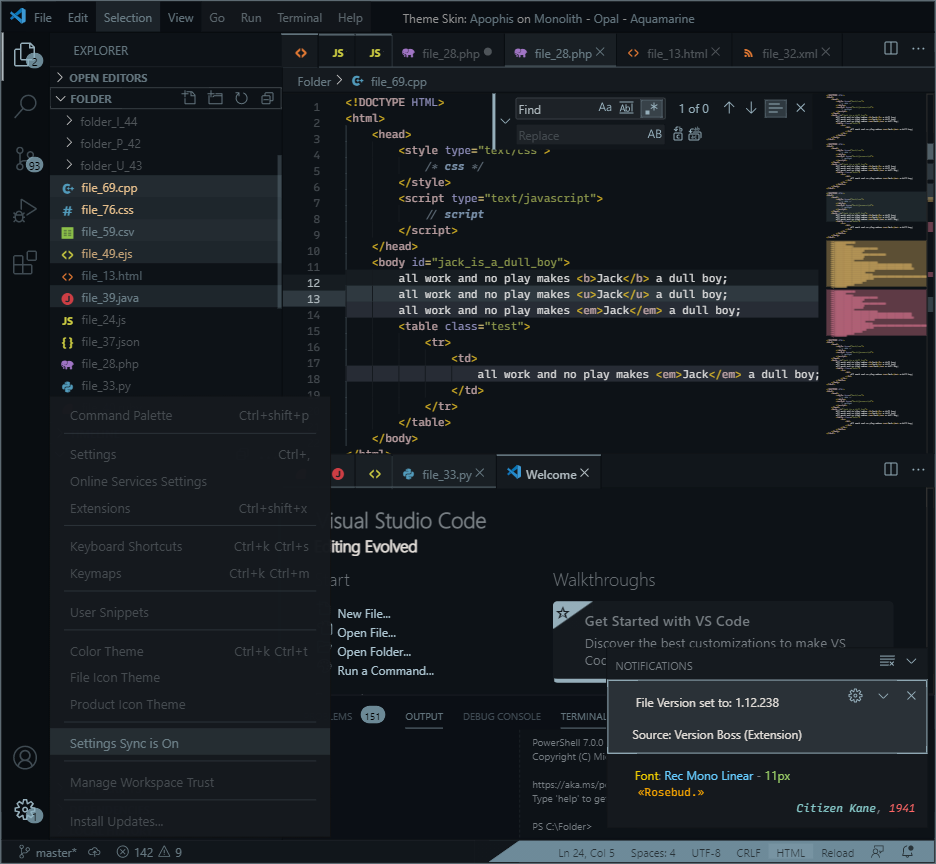 File Edit Selection View Go Run Terminal Help Theme Skin: Apophis on Monolith - Opal - Aquamarine
2
EXPLORER
JS JS file_28.php file_28.php file_13.html file_32.xml
OPEN EDITORS
Folder > file_69.cpp
FOLDER
folder_I_44
folder_P_42
93
folder_U_43
file_69.cpp
file_76.css
file_59.csv
file_49.ejs
file_13.html
file_39.java
JS file_24.js
file_37.json
file_28.php
file_33.py
1 <!DOCTYPE HTML>
2 <html>
3 <head>
4 <style type="text/css">
5 /* css */
6 </style>
7 <script type="text/javascript">
8 // script
9 </script>
10 </head>
11 <body id="jack_is_a_dull_boy">
12 all work and no play makes <b>Jack</b> a dull boy;
13 all work and no play makes <u>Jack</u> a dull boy;
14 all work and no play makes <em>Jack</em> a dull boy;
15 <table class="test">
16 <tr>
17 <td>
18 all work and no play makes <em>Jack</em> a dull boy;
19 </td>
</tr>
</table>
</body>
</html>
Find Aa Abl .* 1 of 0
Replace AB
Command Palette Ctrl+shift+p
Settings Ctrl+,
Online Services Settings
Extensions Ctrl+shift+x
Keyboard Shortcuts Ctrl+k Ctrl+s
Keymaps Ctrl+k Ctrl+m
User Snippets
Color Theme Ctrl+k Ctrl+t
File Icon Theme
Product Icon Theme
Settings Sync is On
Manage Workspace Trust
Install Updates...
1
file_33.py Welcome
isual Studio Code
iting Evolved
art
New File...
Open File...
Open Folder...
Run a Command...
Walkthroughs
Get Started with VS Code
Discover the best customizations to make VS
Coc
NOTIFICATIONS
File Version set to: 1.12.238
Source: Version Boss (Extension)
Font: Rec Mono Linear - 11px
«Rosebud.»
Citizen Kane, 1941
LEMS 151 OUTPUT DEBUG CONSOLE TERMINAL
PowerShell 7.0.0
Copyright (C) Mi
https://aka.ms/p
Type 'help' to ge
PS C:\Folder>
master* 142 9 Ln 24, Col 5 Spaces: 4 UTF-8 CRLF HTML Reload